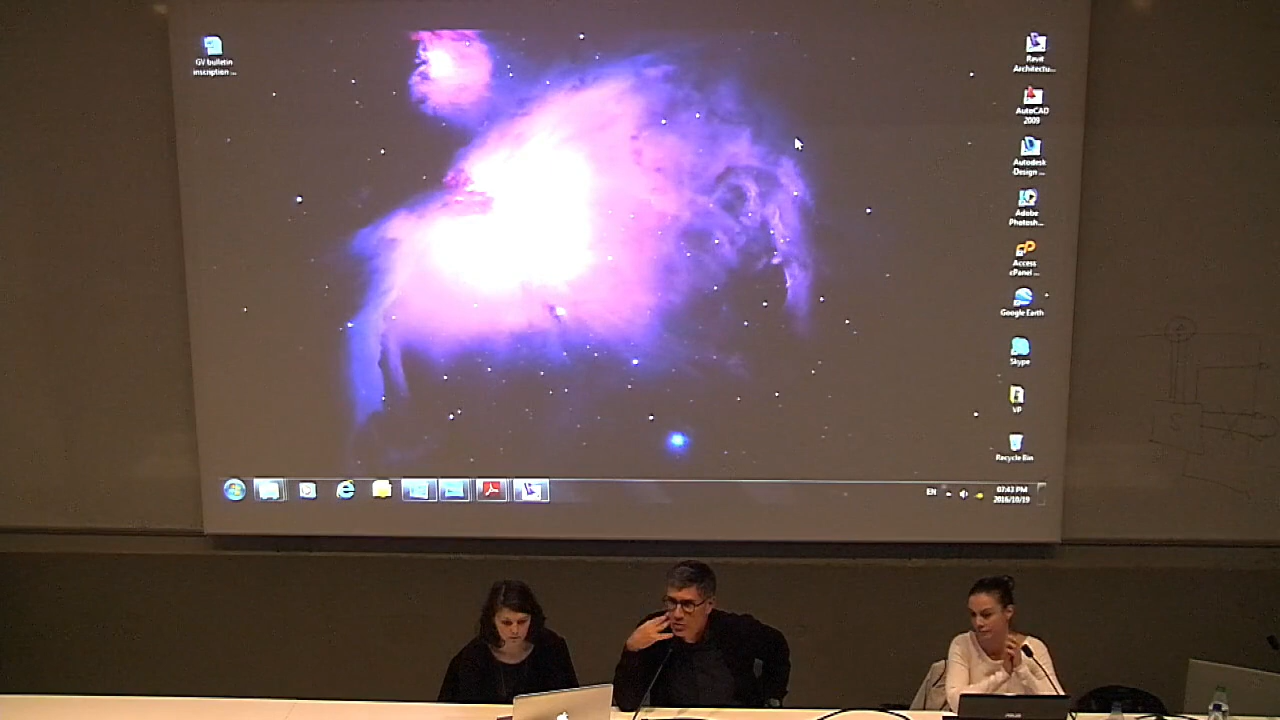 GV bulletin
inscription ...
Revit
Architectu...
AutoCAD
2009
Autodesk
Design ...
Adobe
Photosh...
Access
cPanel ...
Google Earth
Skype
VP
Recycle Bin
EN
07:43 PM
2016/10/19
ASUS